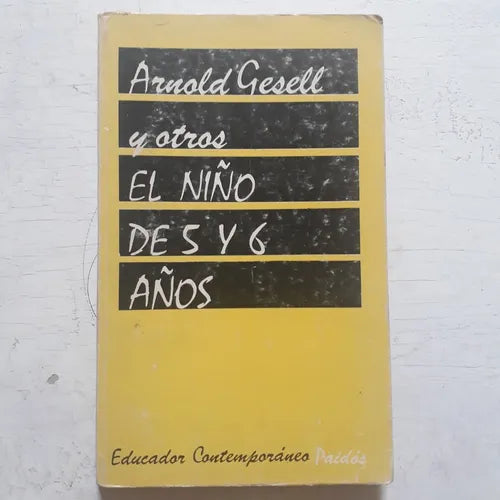 Arnold Gesell
y otros
EL NIÑO
DE 5 Y 6
AÑOS
Educador Contemporáneo Paidós